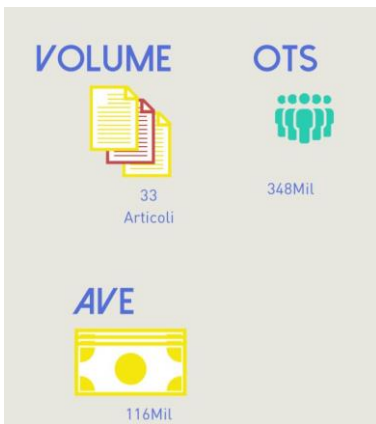 VOLUME
OTS
33
Articoli
348Mil
AVE
116Mil